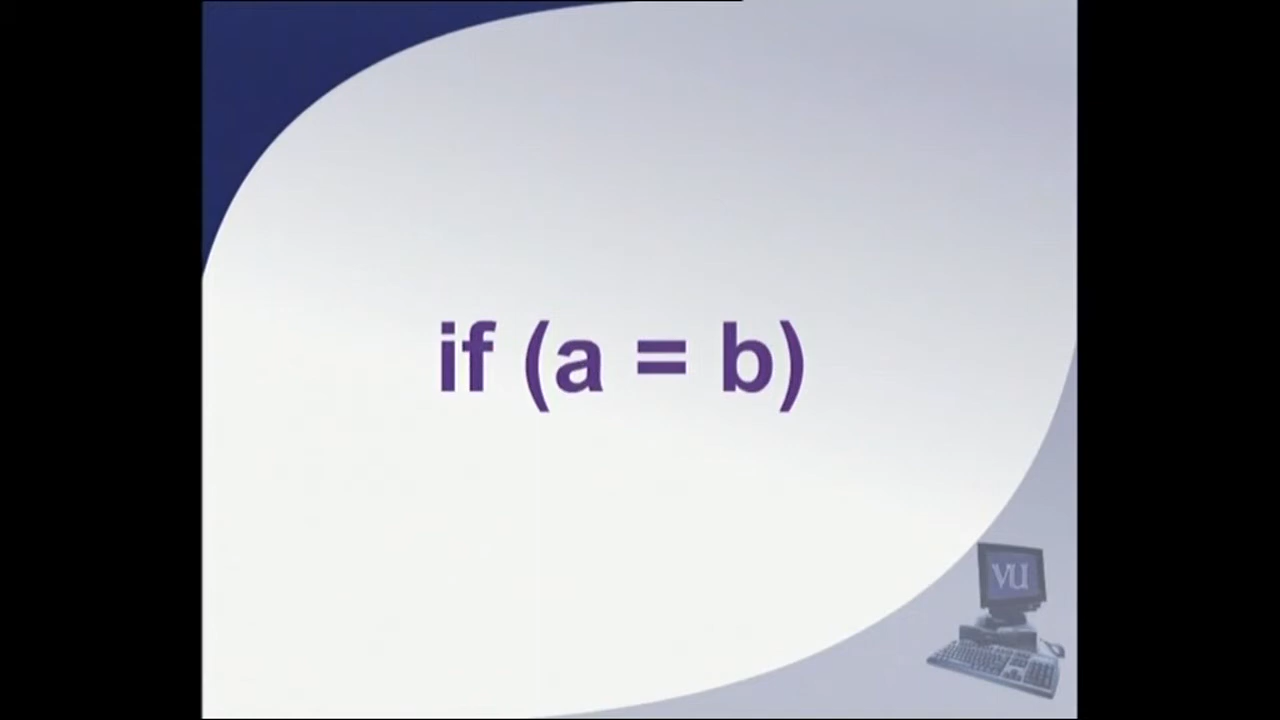 if (a = b)
VU